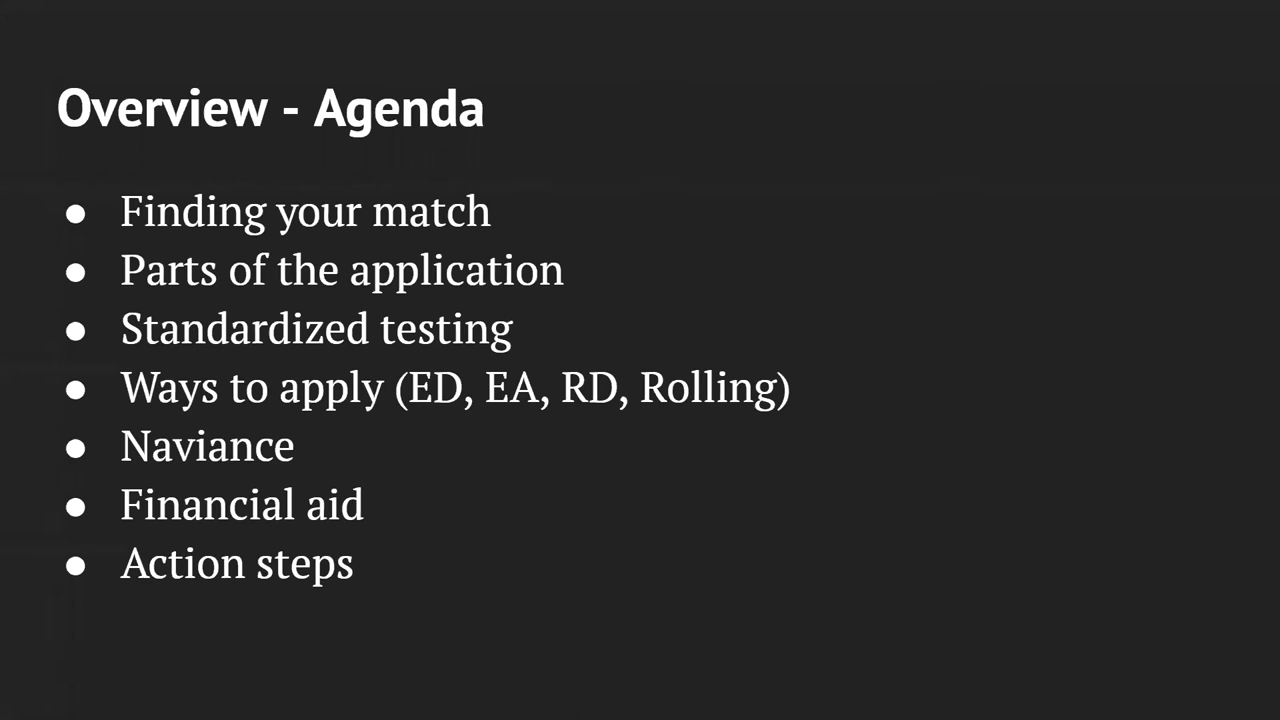 Overview - Agenda
● Finding your match
● Parts of the application
● Standardized testing
● Ways to apply (ED, EA, RD, Rolling)
● Naviance
● Financial aid
● Action steps